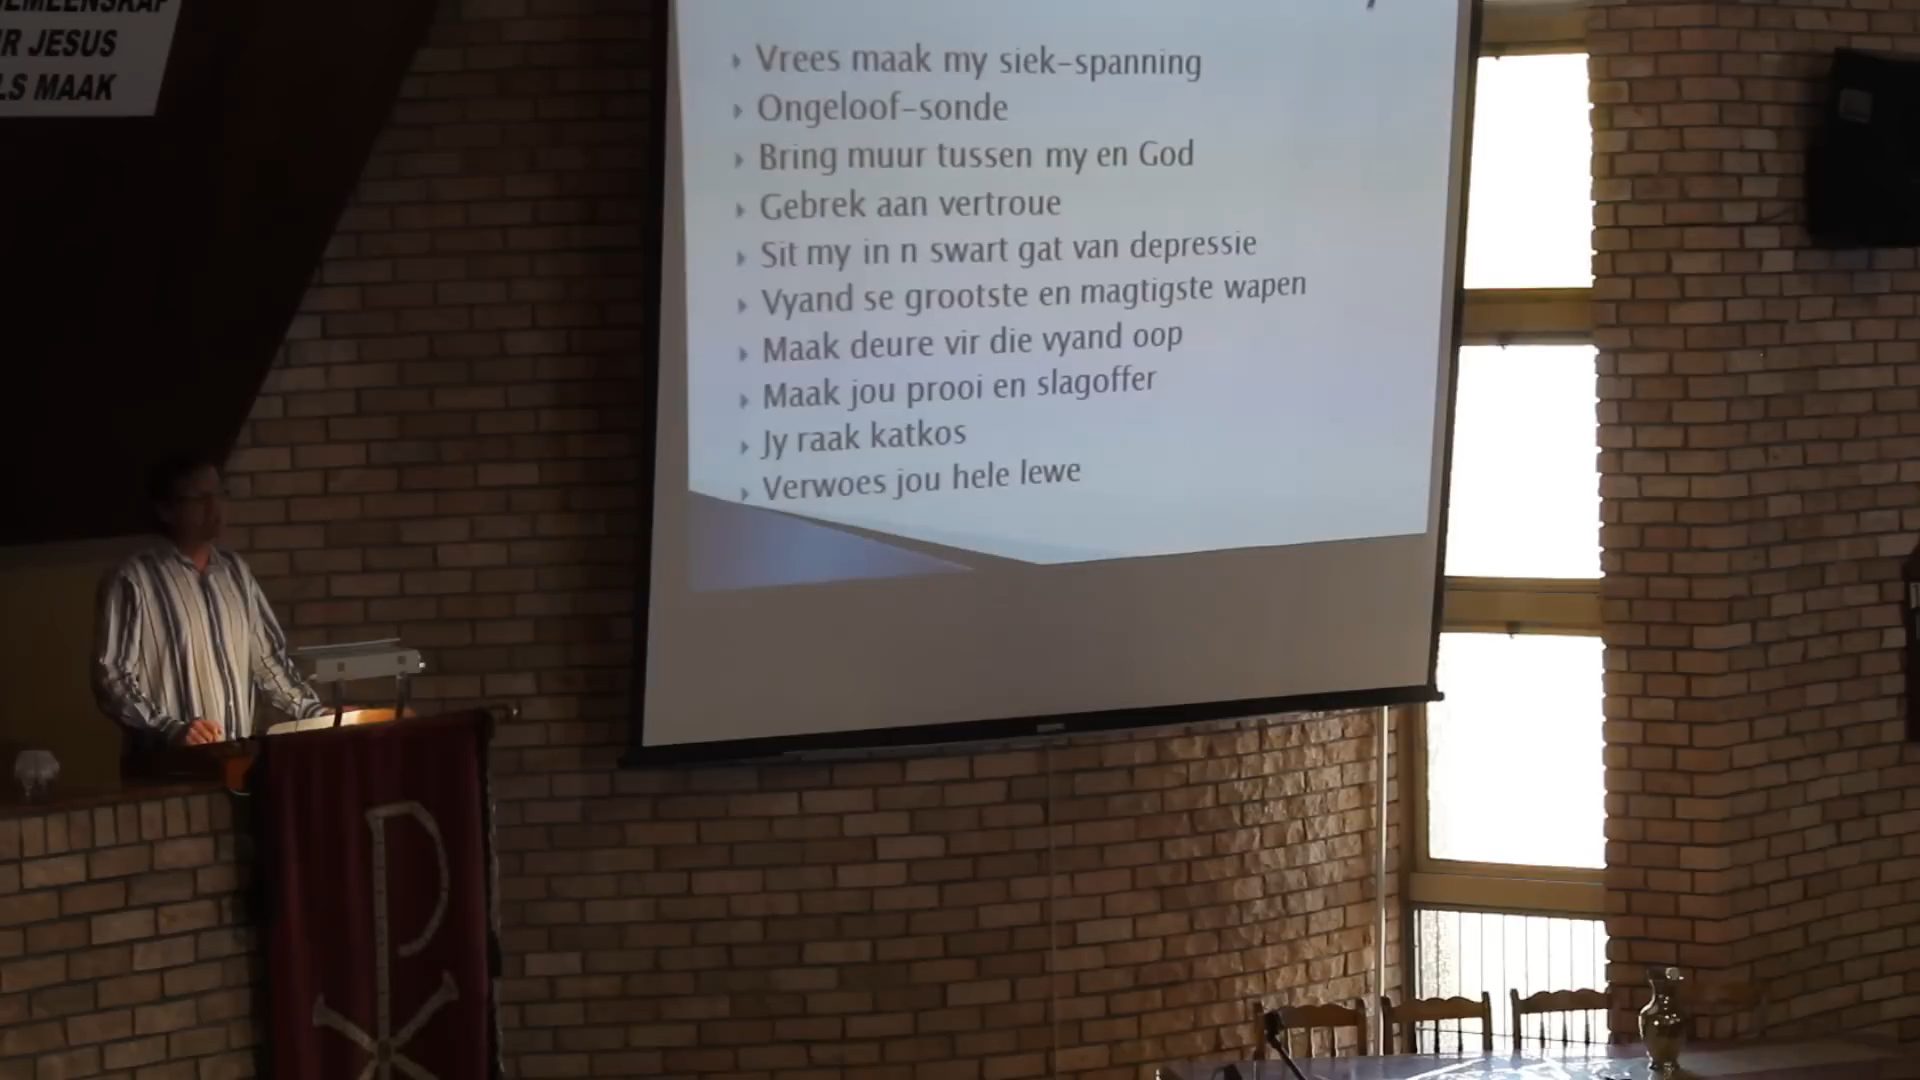 R JESUS
LS MAAK
Vrees maak my siek-spanning
Ongeloof-sonde
Bring muur tussen my en God
Gebrek aan vertroue
Sit my in n swart gat van depressie
Vyand se grootste en magtigste wapen
Maak deure vir die vyand oop
Maak jou prooi en slagoffer
Jy raak katkos
Verwoes jou hele lewe